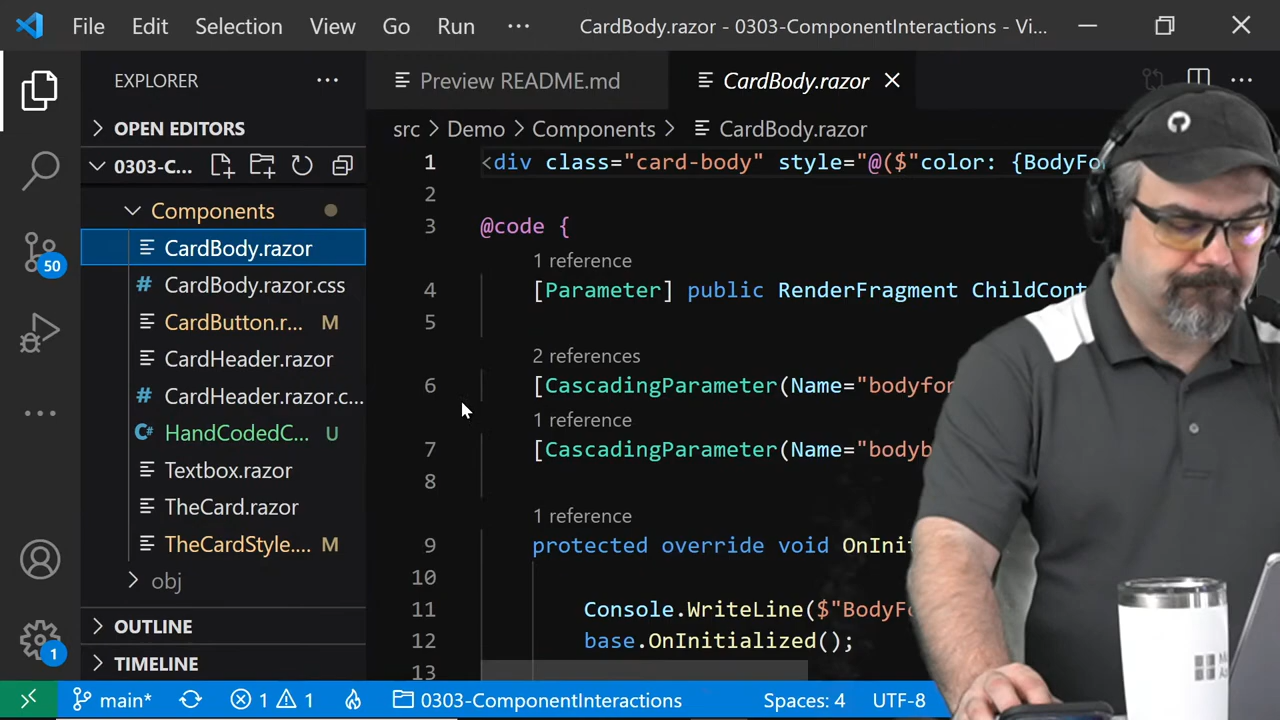 File Edit Selection View Go Run ··· CardBody.razor - 0303-ComponentInteractions - Vi...
EXPLORER ···
Preview README.md
CardBody.razor
OPEN EDITORS
src > Demo > Components > CardBody.razor
0303-C...
Components
CardBody.razor
CardBody.razor.css
CardButton.r... M
CardHeader.razor
CardHeader.razor.c...
HandCodedC... U
Textbox.razor
TheCard.razor
TheCardStyle.... M
obj
OUTLINE
TIMELINE
50
1
1 <div class="card-body" style="@($"color: {BodyFo
2
3 @code {
1 reference
4 [Parameter] public RenderFragment ChildCont
5
2 references
6 [CascadingParameter(Name="bodyfor
1 reference
7 [CascadingParameter(Name="bodyb
8
1 reference
9 protected override void OnIni
10
11 Console.WriteLine($"BodyFo
12 base.OnInitialized();
13
main* 1 1 0303-ComponentInteractions Spaces: 4 UTF-8